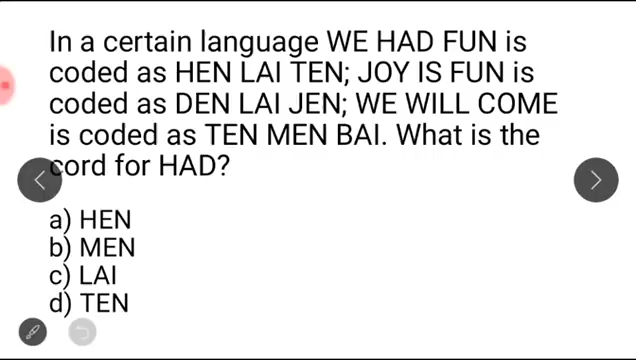 In a certain language WE HAD FUN is
coded as HEN LAI TEN; JOY IS FUN is
coded as DEN LAI JEN; WE WILL COME
is coded as TEN MEN BAI. What is the
cord for HAD?
a) HEN
b) MEN
c) LAI
d) TEN